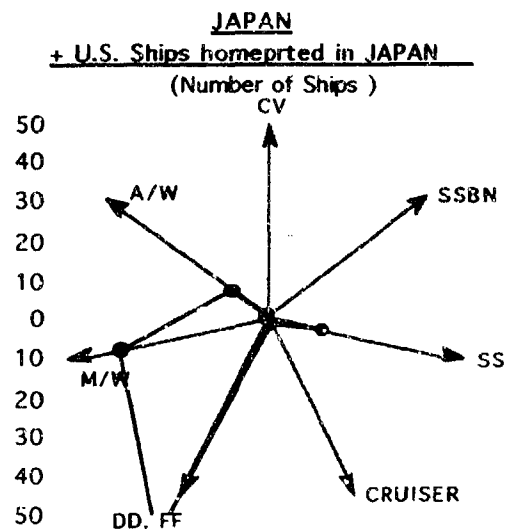 JAPAN
+ U.S. Ships homeprted in JAPAN
(Number of Ships )
CV
50
40
A/W
30
SSBN
20
10
0
10
M/W
SS
20
30
40
CRUISER
50
DD, FF